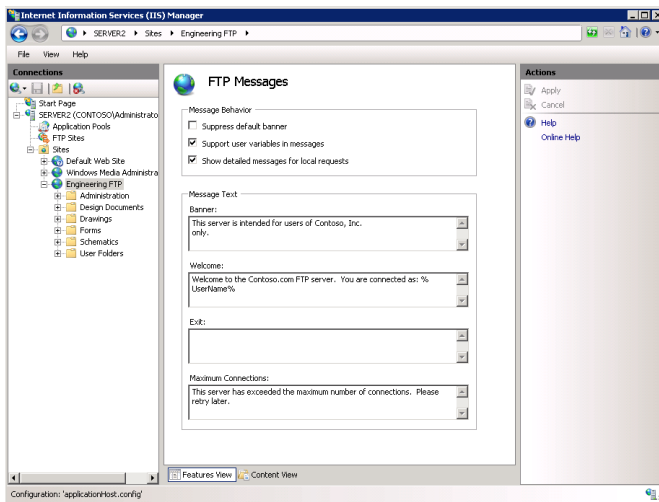 Internet Information Services (IIS) Manager
SERVER2 Sites Engineering FTP
File View Help
Connections
Start Page
SERVER2 (CONTOSO\Administrato
Application Pools
FTP Sites
Sites
Default Web Site
Windows Media Administra
Engineering FTP
Administration
Design Documents
Drawings
Forms
Schematics
User Folders
FTP Messages
Message Behavior
Suppress default banner
Support user variables in messages
Show detailed messages for local requests
Message Text
Banner:
This server is intended for users of Contoso, Inc.
only.
Welcome:
Welcome to the Contoso.com FTP server. You are connected as: %
UserName%
Exit:
Maximum Connections:
This server has exceeded the maximum number of connections. Please
retry later.
Features View Content View
Actions
Apply
Cancel
Help
Online Help
Configuration: 'applicationHost.config'